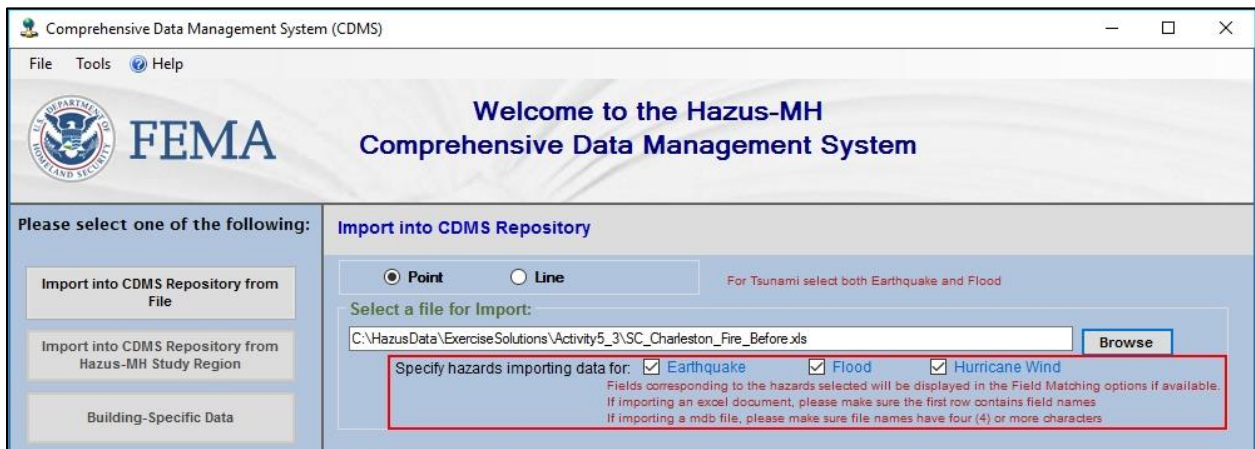 Comprehensive Data Management System (CDMS)
File Tools Help
U.S. DEPARTMENT OF HOMELAND SECURITY
FEMA
Welcome to the Hazus-MH
Comprehensive Data Management System
Please select one of the following:
Import into CDMS Repository from
File
Import into CDMS Repository from
Hazus-MH Study Region
Building-Specific Data
Import into CDMS Repository
Point Line
For Tsunami select both Earthquake and Flood
Select a file for Import:
C:\HazusData\ExerciseSolutions\Activity5_3\SC_Charleston_Fire_Before.xls
Browse
Specify hazards importing data for: Earthquake Flood Hurricane Wind
Fields corresponding to the hazards selected will be displayed in the Field Matching options if available.
If importing an excel document, please make sure the first row contains field names
If importing a mdb file, please make sure file names have four (4) or more characters